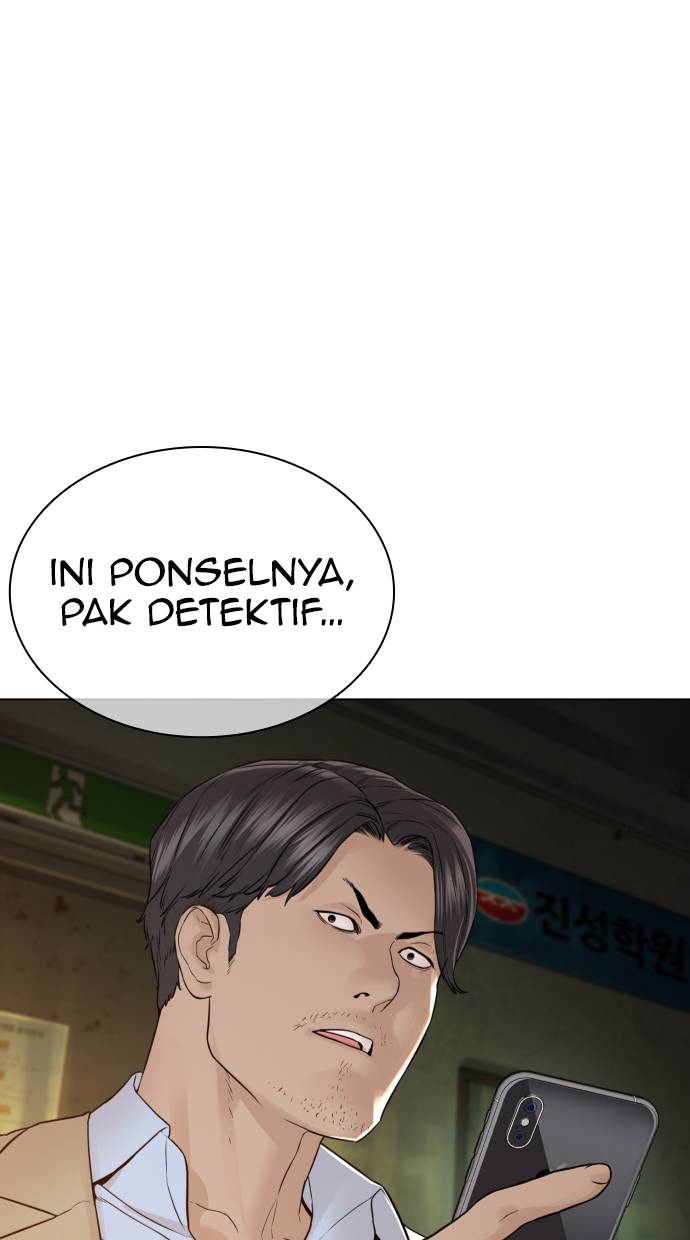 INI PONSELNYA,
PAK DETEKTIF...
진성학원